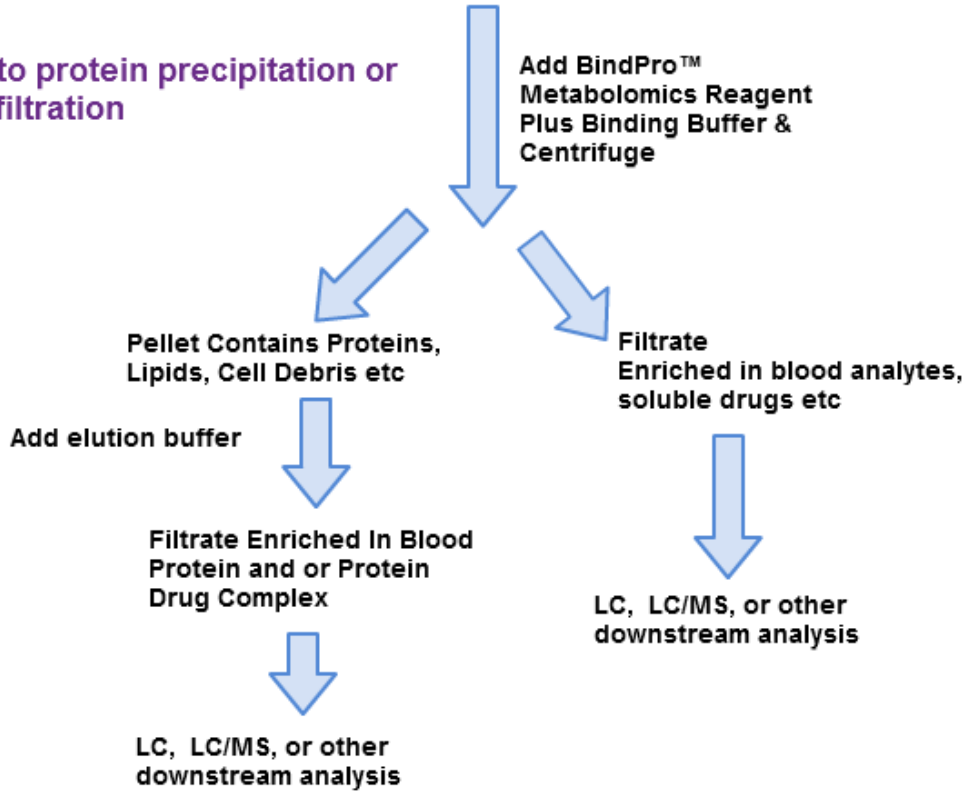 to protein precipitation or
filtration
Add BindPro™
Metabolomics Reagent
Plus Binding Buffer &
Centrifuge
Pellet Contains Proteins,
Lipids, Cell Debris etc
Filtrate
Enriched in blood analytes,
soluble drugs etc
Add elution buffer
Filtrate Enriched In Blood
Protein and or Protein
Drug Complex
LC,  LC/MS, or other
downstream analysis
LC,  LC/MS, or other
downstream analysis